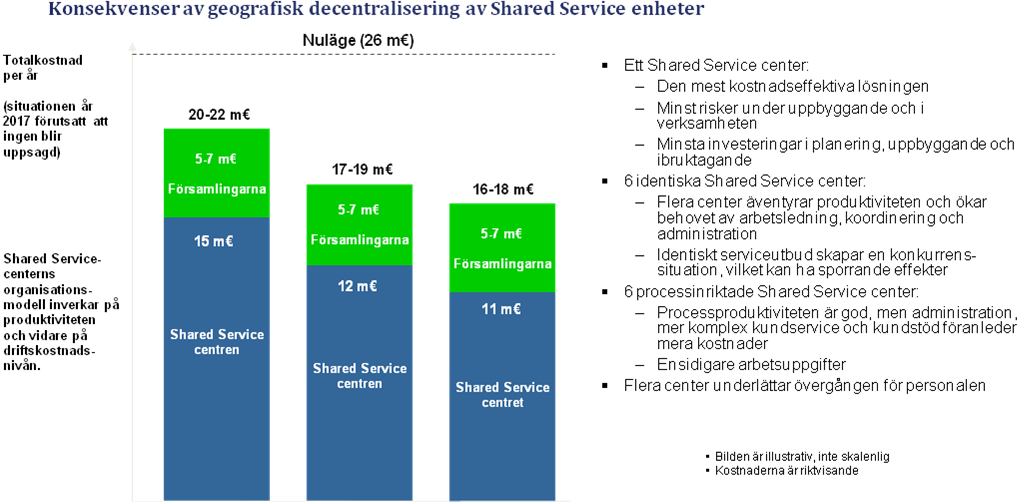 Konsekvenser av geografisk decentralisering av Shared Service enheter
Nuläge (26 m€)
Totalkostnad
per år
(situationen år
2017 förutsatt att
ingen blir
uppsagd)
Shared Service-
centerns
organisations-
modell inverkar på
produktiviteten
och vidare på
driftskostnads-
nivån.
20-22 m€
5-7 m€
Församlingarna
15 m€
Shared Service
centren
17-19 m€
5-7 m€
Församlingarna
12 m€
Shared Service
centren
16-18 m€
5-7 m€
Församlingarna
11 m€
Shared Service
centret
▪ Ett Shared Service center:
– Den mest kostnadseffektiva lösningen
– Minst risker under uppbyggande och i
verksamheten
– Minsta investeringar i planering, uppbyggande och
ibruktagande
▪ 6 identiska Shared Service center:
– Flera center äventyrar produktiviteten och ökar
behovet av arbetsledning, koordinering och
administration
– Identiskt serviceutbud skapar en konkurrens-
situation, vilket kan ha sporrande effekter
▪ 6 processinriktade Shared Service center:
– Processproduktiviteten är god, men administration,
mer komplex kundservice och kundstöd föranleder
mera kostnader
– Ensidigare arbetsuppgifter
▪ Flera center underlättar övergången för personalen
▪ Bilden är illustrativ, inte skalenlig
▪ Kostnaderna är riktvisande